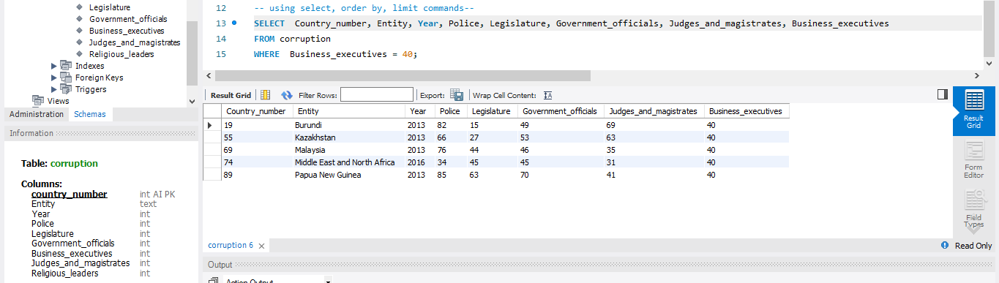 Legislature
Government_officials
Business_executives
Judges_and_magistrates
Religious_leaders
Indexes
Foreign Keys
Triggers
Views
Administration Schemas
Information
Table: corruption
Columns:
country_number int AI PK
Entity text
Year int
Police int
Legislature int
Government_officials int
Business_executives int
Judges_and_magistrates int
Religious_leaders int
12 -- using select, order by, limit commands--
13 SELECT Country_number, Entity, Year, Police, Legislature, Government_officials, Judges_and_magistrates, Business_executives
14 FROM corruption
15 WHERE Business_executives = 40;
Result Grid Filter Rows: Export: Wrap Cell Content:
Country_number Entity Year Police Legislature Government_officials Judges_and_magistrates Business_executives
19 Burundi 2013 82 15 49 69 40
55 Kazakhstan 2013 66 27 53 63 40
69 Malaysia 2013 76 44 46 35 40
74 Middle East and North Africa 2016 34 45 45 31 40
89 Papua New Guinea 2013 85 63 70 41 40
Result
Grid
Form
Editor
Field
Types
corruption 6
Read Only
Output
Action Output